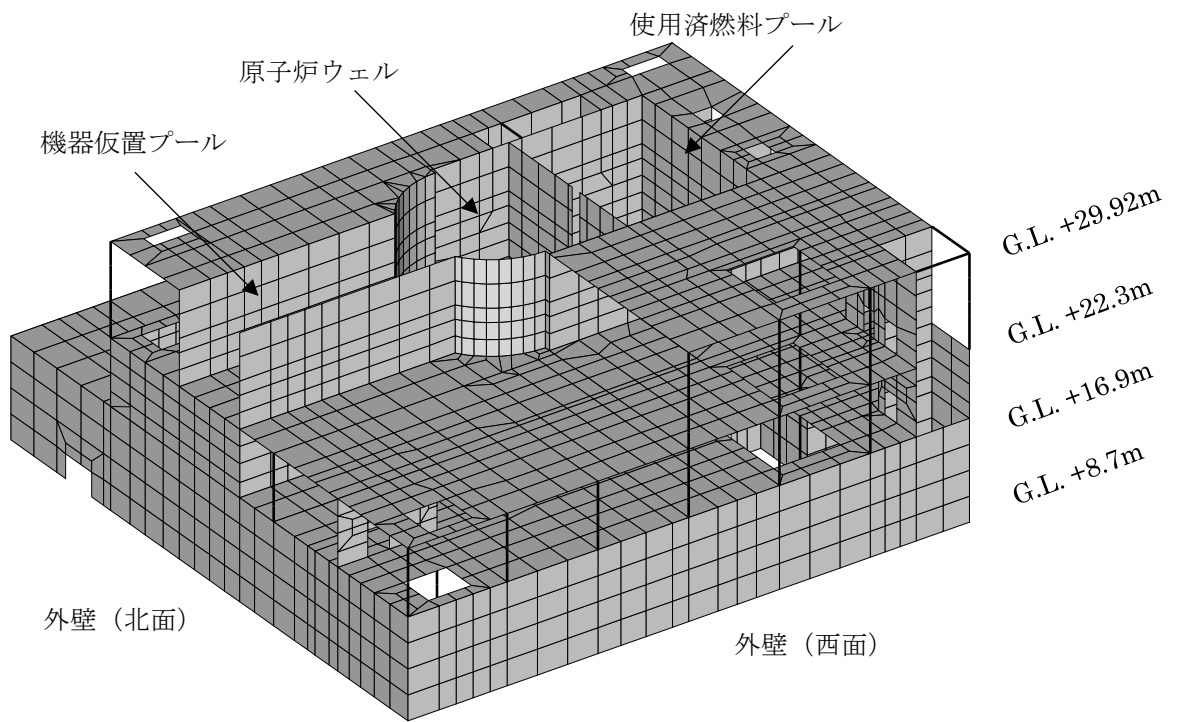 使用済燃料プール
原子炉ウェル
機器仮置プール
G.L. +29.92m
G.L. +22.3m
G.L. +16.9m
G.L. +8.7m
外壁（北面）
外壁（西面）